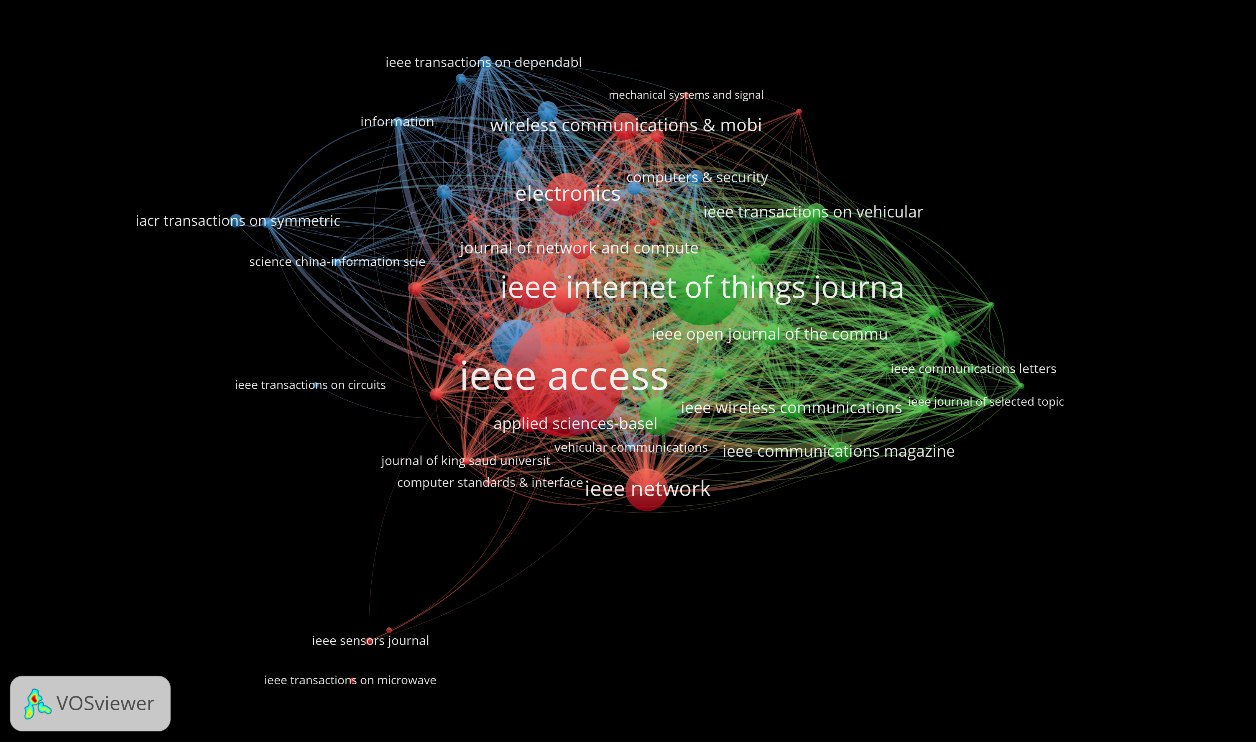 ieee transactions on dependabl
mechanical systems and signal
information
wireless communications & mobi
computers & security
electronics
ieee transactions on vehicular
iacr transactions on symmetric
journal of network and compute
science china-information scie
ieee internet of things journa
ieee open journal of the commu
ieee communications letters
ieee access
ieee transactions on circuits
ieee journal of selected topic
ieee wireless communications
applied sciences-basel
vehicular communications
ieee communications magazine
journal of king saud universit
computer standards & interface
ieee network
ieee sensors journal
ieee transactions on microwave
VOSviewer